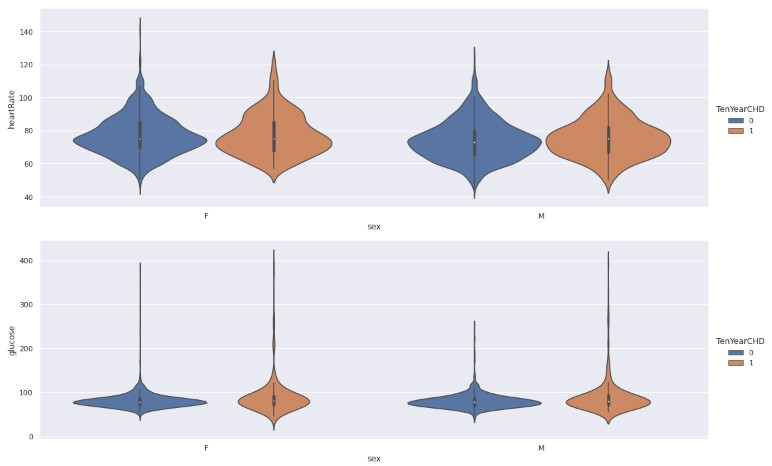 140
120
100
80
60
40
heartRate
F
M
sex
TenYearCHD
0
1
400
300
200
100
0
glucose
F
M
sex
TenYearCHD
0
1